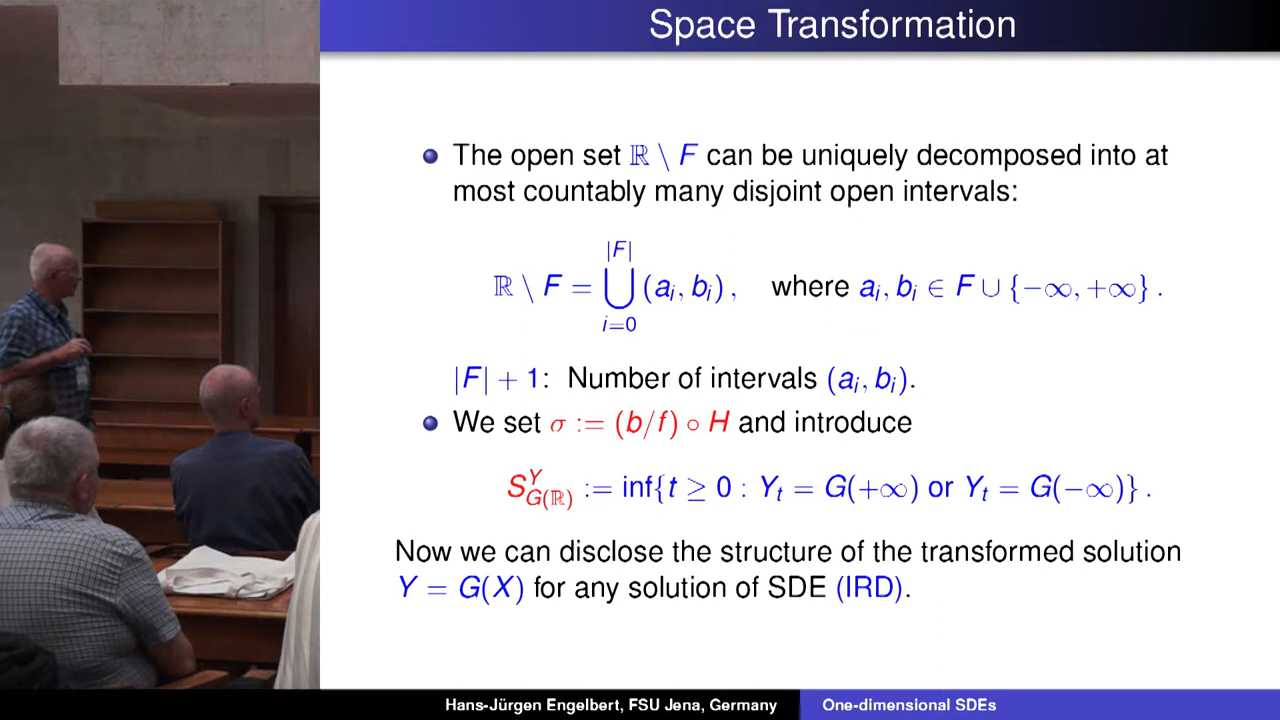 Space Transformation
The open set ℝ \ F can be uniquely decomposed into at
most countably many disjoint open intervals:
ℝ \ F = ⋃_{i=0}^{|F|} (a_i, b_i), where a_i, b_i ∈ F ∪ {−∞, +∞}.
|F| + 1: Number of intervals (a_i, b_i).
We set σ := (b/f) ∘ H and introduce
S^Y_{G(ℝ)} := inf{t ≥ 0 : Y_t = G(+∞) or Y_t = G(−∞)}.
Now we can disclose the structure of the transformed solution
Y = G(X) for any solution of SDE (IRD).
Hans-Jürgen Engelbert, FSU Jena, Germany
One-dimensional SDEs